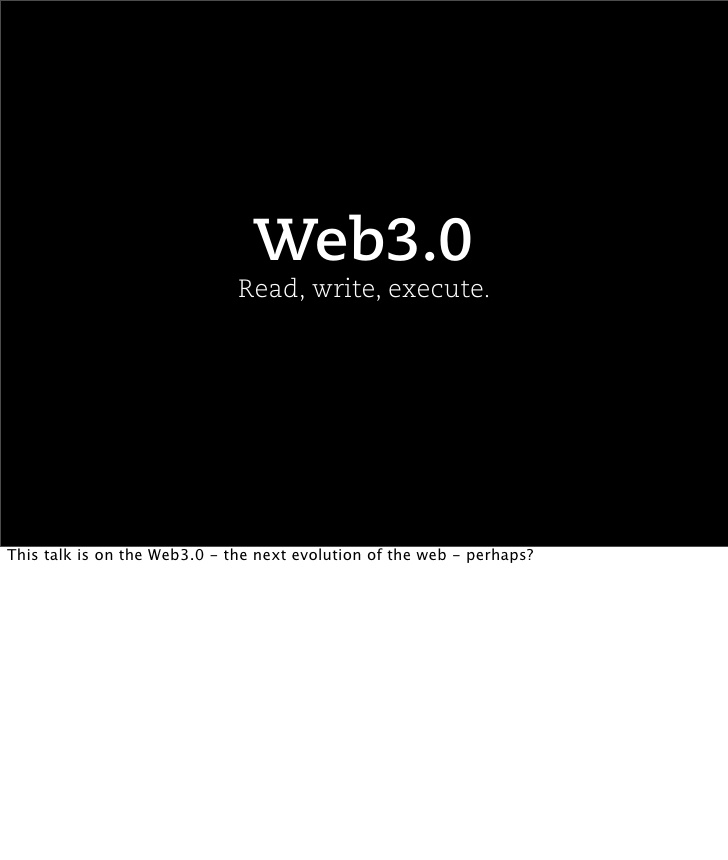 Web3.0
Read, write, execute.
This talk is on the Web3.0 - the next evolution of the web - perhaps?